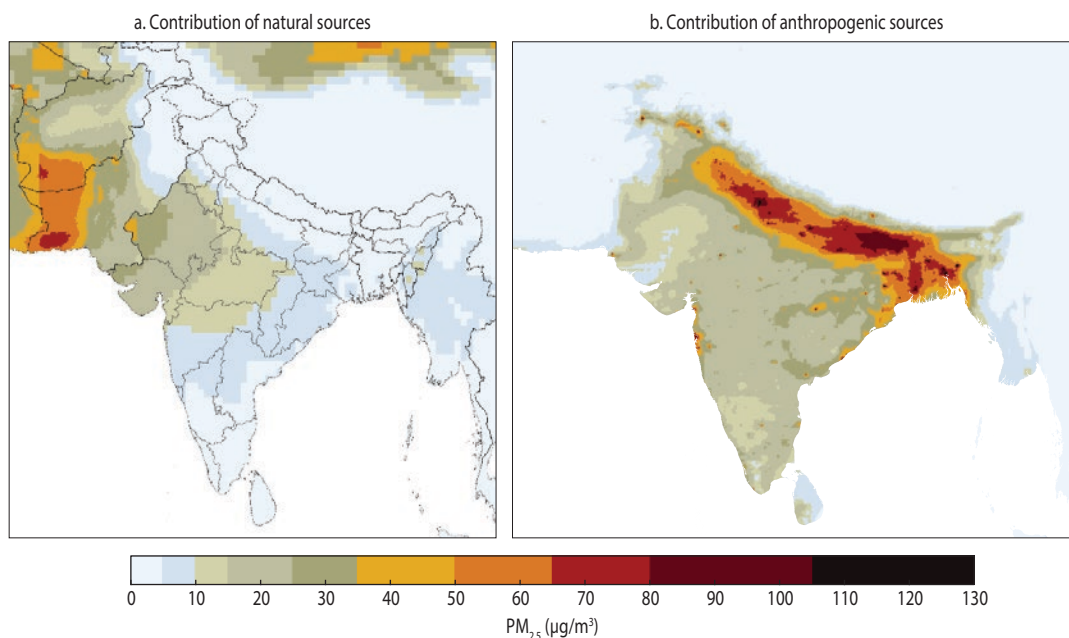 a. Contribution of natural sources
b. Contribution of anthropogenic sources
0 10 20 30 40 50 60 70 80 90 100 110 120 130
PM2.5 (μg/m³)